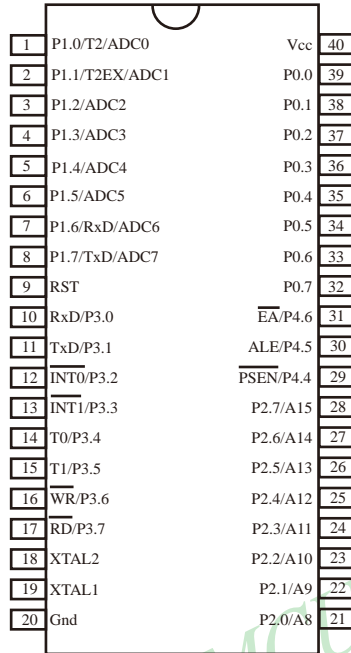 1 P1.0/T2/ADC0 Vcc 40
2 P1.1/T2EX/ADC1 P0.0 39
3 P1.2/ADC2 P0.1 38
4 P1.3/ADC3 P0.2 37
5 P1.4/ADC4 P0.3 36
6 P1.5/ADC5 P0.4 35
7 P1.6/RxD/ADC6 P0.5 34
8 P1.7/TxD/ADC7 P0.6 33
9 RST P0.7 32
10 RxD/P3.0 EA/P4.6 31
11 TxD/P3.1 ALE/P4.5 30
12 INT0/P3.2 PSEN/P4.4 29
13 INT1/P3.3 P2.7/A15 28
14 T0/P3.4 P2.6/A14 27
15 T1/P3.5 P2.5/A13 26
16 WR/P3.6 P2.4/A12 25
17 RD/P3.7 P2.3/A11 24
18 XTAL2 P2.2/A10 23
19 XTAL1 P2.1/A9 22
20 Gnd P2.0/A8 21